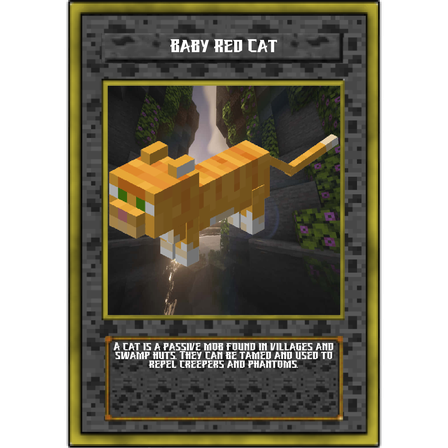 BABY RED CAT
A CAT IS A PASSIVE MOB FOUND IN VILLAGES AND
SWAMP HUTS. THEY CAN BE TAMED AND USED TO
REPEL CREEPERS AND PHANTOMS.